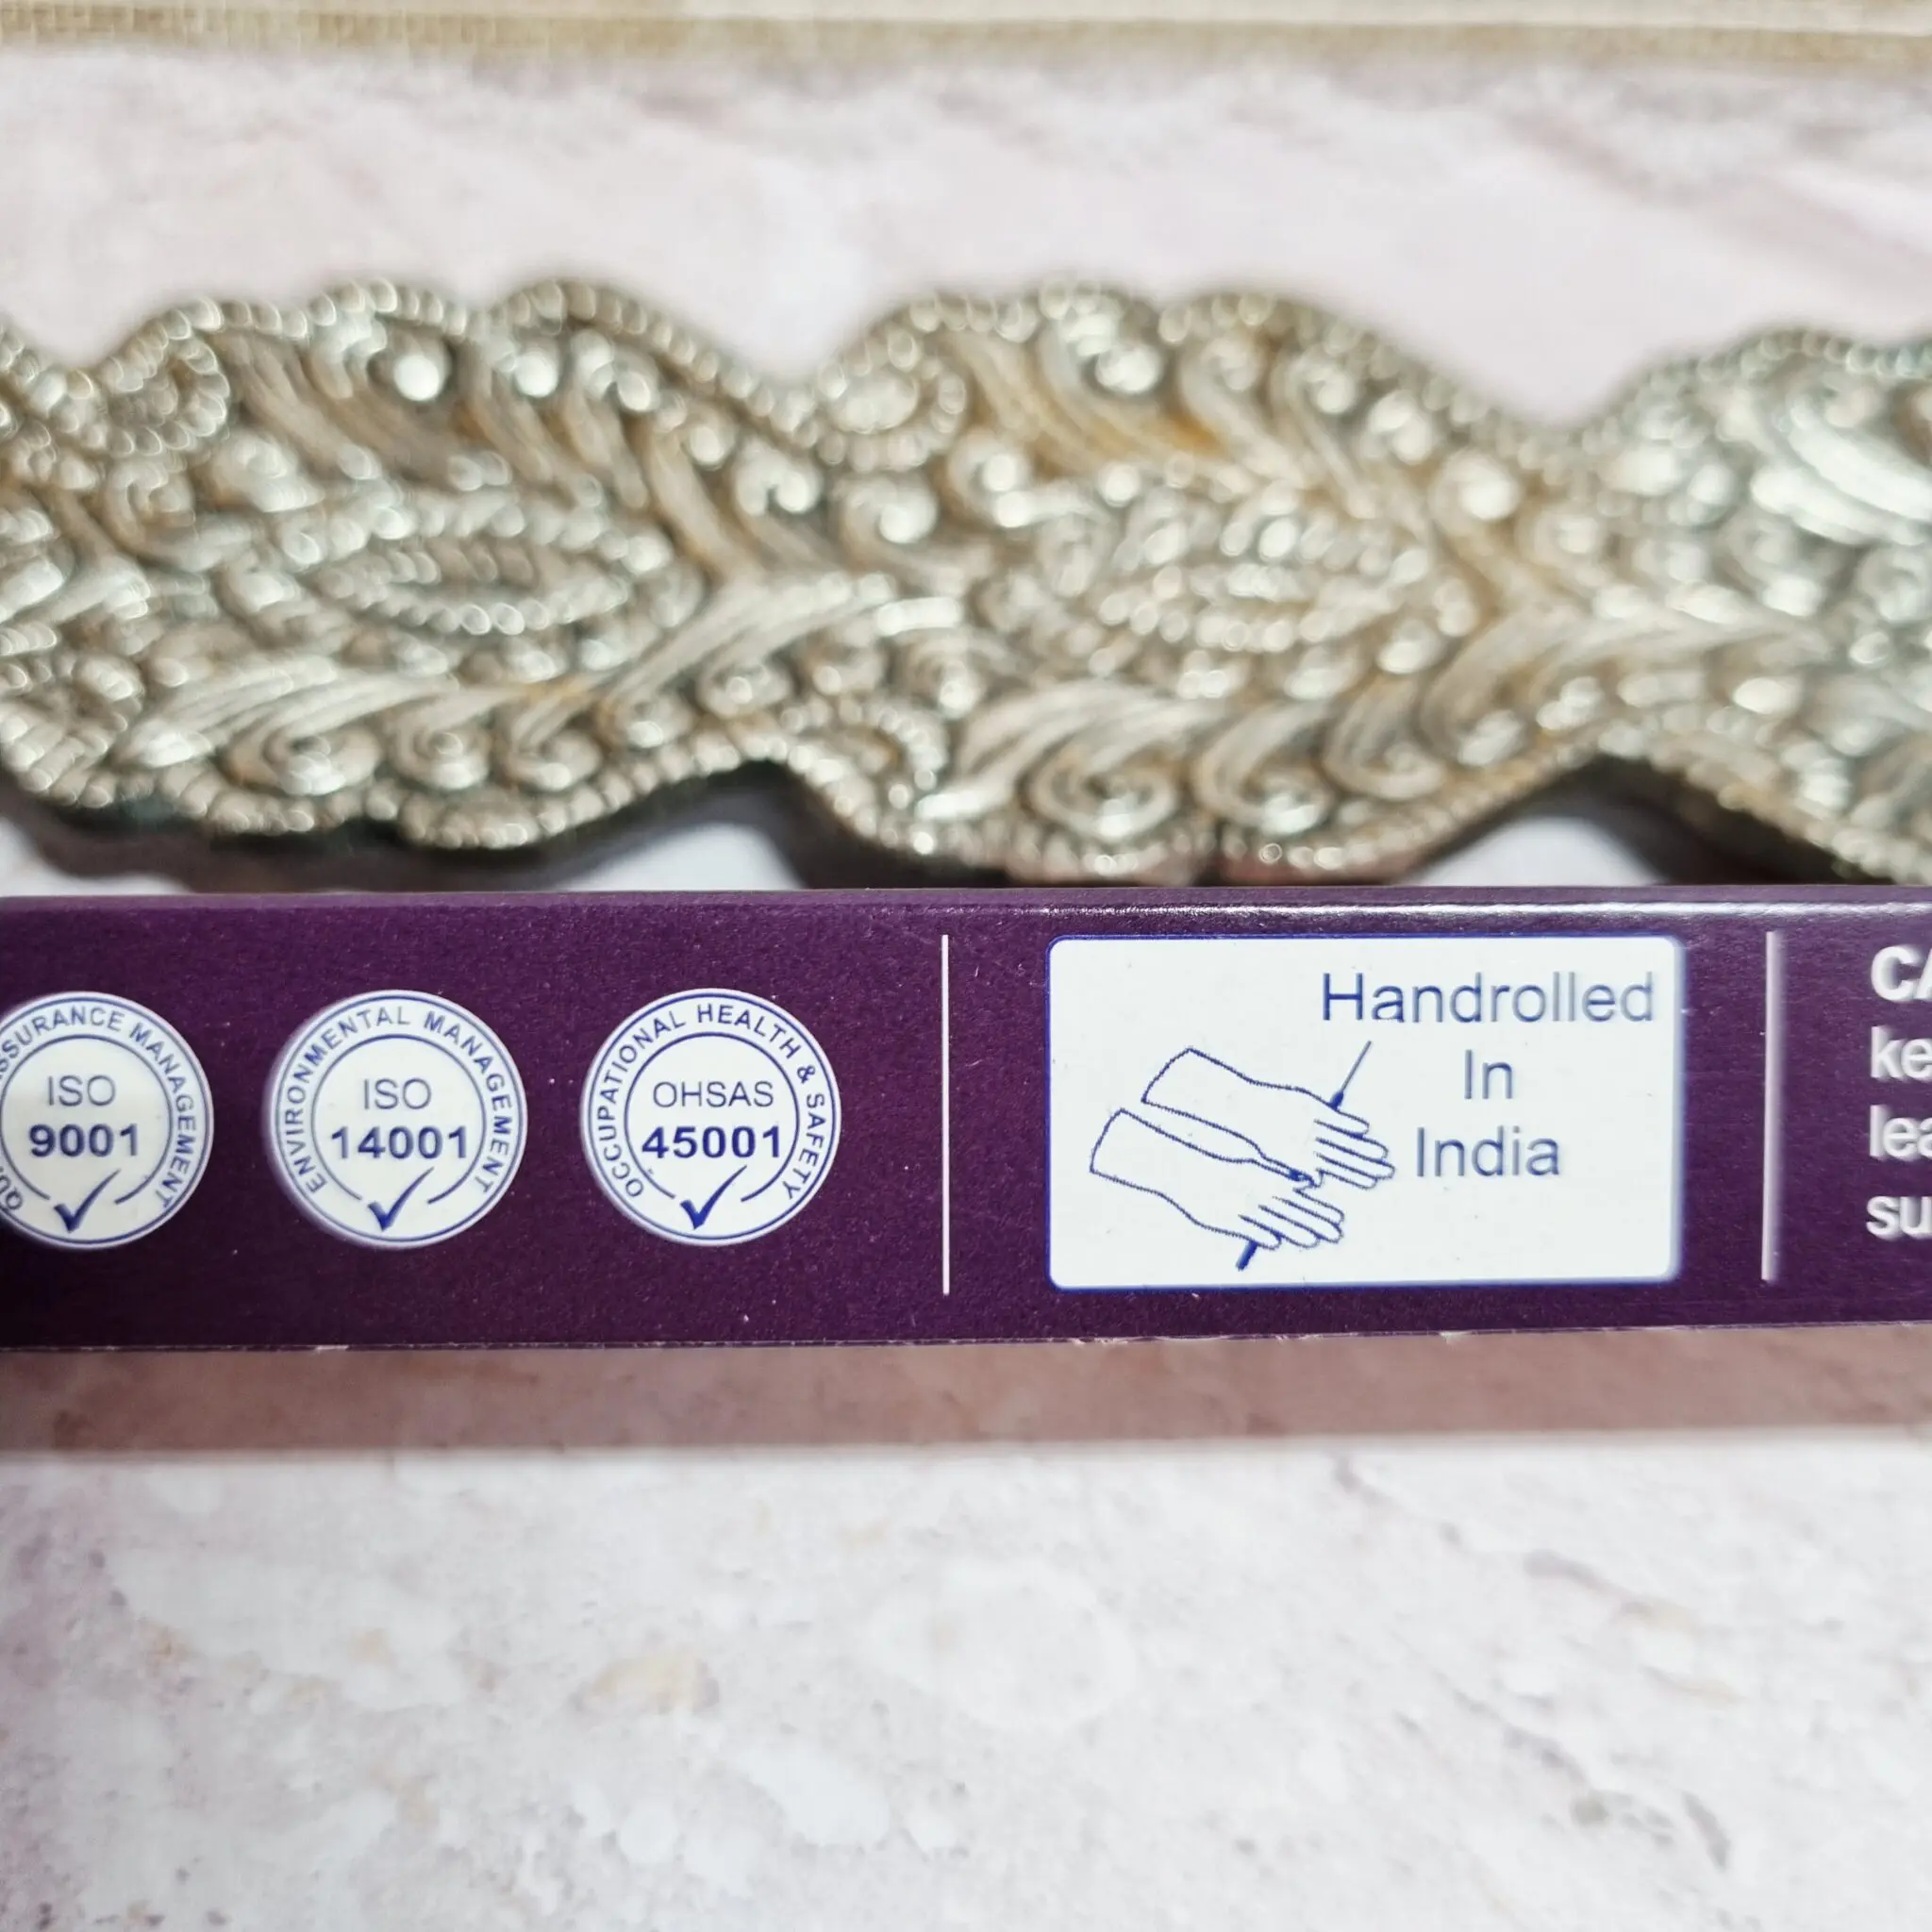 ASSURANCE MANAGEMENT
ISO
9001
ENVIRONMENTAL MANAGEMENT
ISO
14001
OCCUPATIONAL HEALTH & SAFETY
OHSAS
45001
Handrolled
In
India